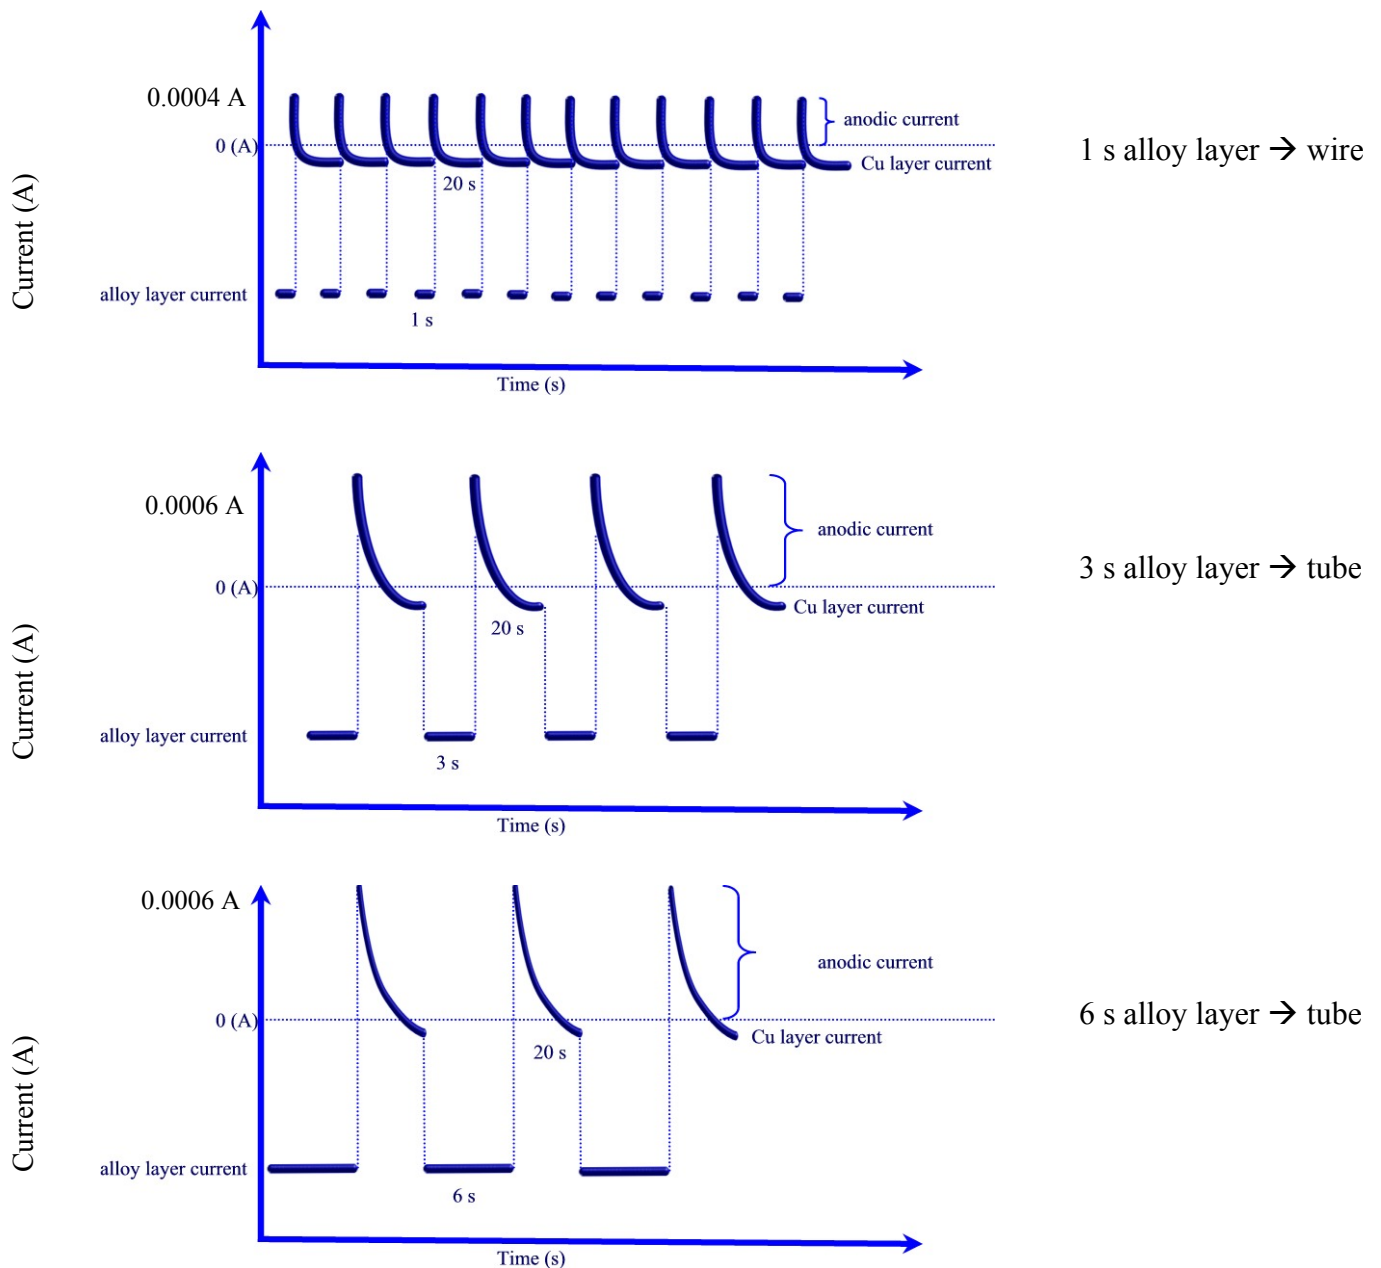 0.0004 A
anodic current
0 (A)
Cu layer current
20 s
Current (A)
alloy layer current
1 s
Time (s)
1 s alloy layer → wire
0.0006 A
anodic current
0 (A)
Cu layer current
20 s
Current (A)
alloy layer current
3 s
Time (s)
3 s alloy layer → tube
0.0006 A
anodic current
0 (A)
Cu layer current
20 s
Current (A)
alloy layer current
6 s
Time (s)
6 s alloy layer → tube